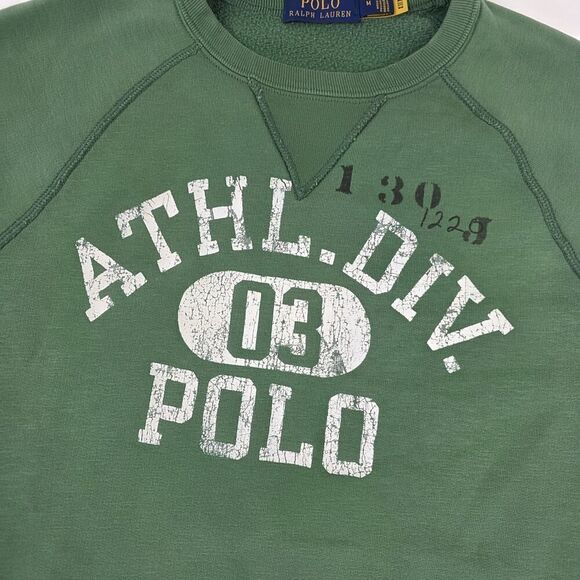 POLO
RALPH LAUREN
M
130
1229
ATHL. DIV.
03
POLO